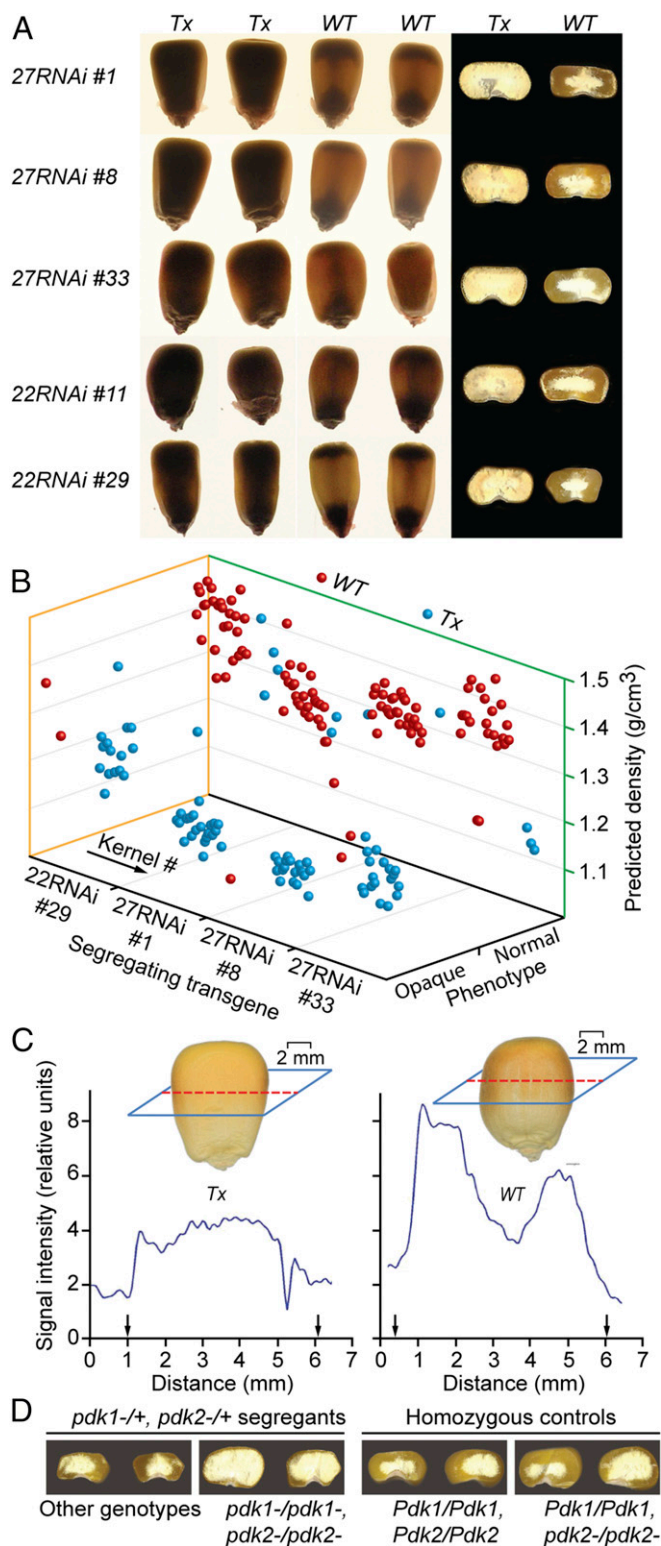 A
Tx Tx WT WT Tx WT
27RNAi #1
27RNAi #8
27RNAi #33
22RNAi #11
22RNAi #29
B
WT
Tx
1.5
1.4
1.3
1.2
1.1
Predicted density (g/cm³)
Kernel #
22RNAi #29
27RNAi #1
27RNAi #8
27RNAi #33
Segregating transgene
Opaque
Normal
Phenotype
C
2 mm
2 mm
Signal intensity (relative units)
8
6
4
2
0
Tx
WT
0 1 2 3 4 5 6 7
0 1 2 3 4 5 6 7
Distance (mm)
Distance (mm)
D
pdk1-/+, pdk2-/+ segregants
Homozygous controls
Other genotypes
pdk1-/pdk1-,
pdk2-/pdk2-
Pdk1/Pdk1,
Pdk2/Pdk2
Pdk1/Pdk1,
pdk2-/pdk2-